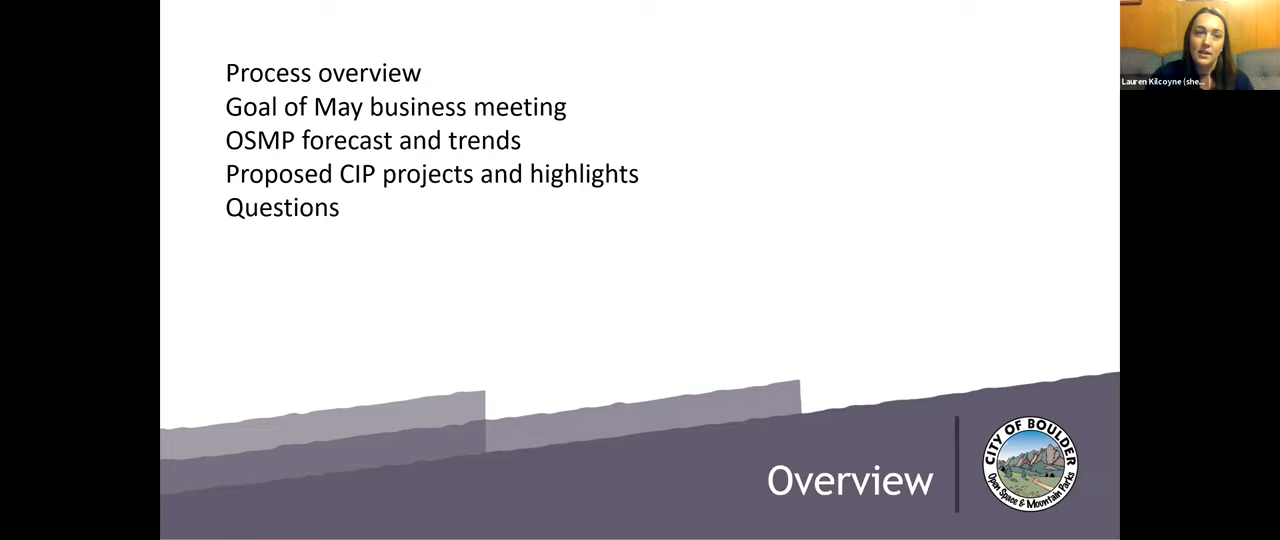 Process overview
Goal of May business meeting
OSMP forecast and trends
Proposed CIP projects and highlights
Questions
Overview
CITY OF BOULDER
Open Space & Mountain Parks
Lauren Kilcoyne (she...